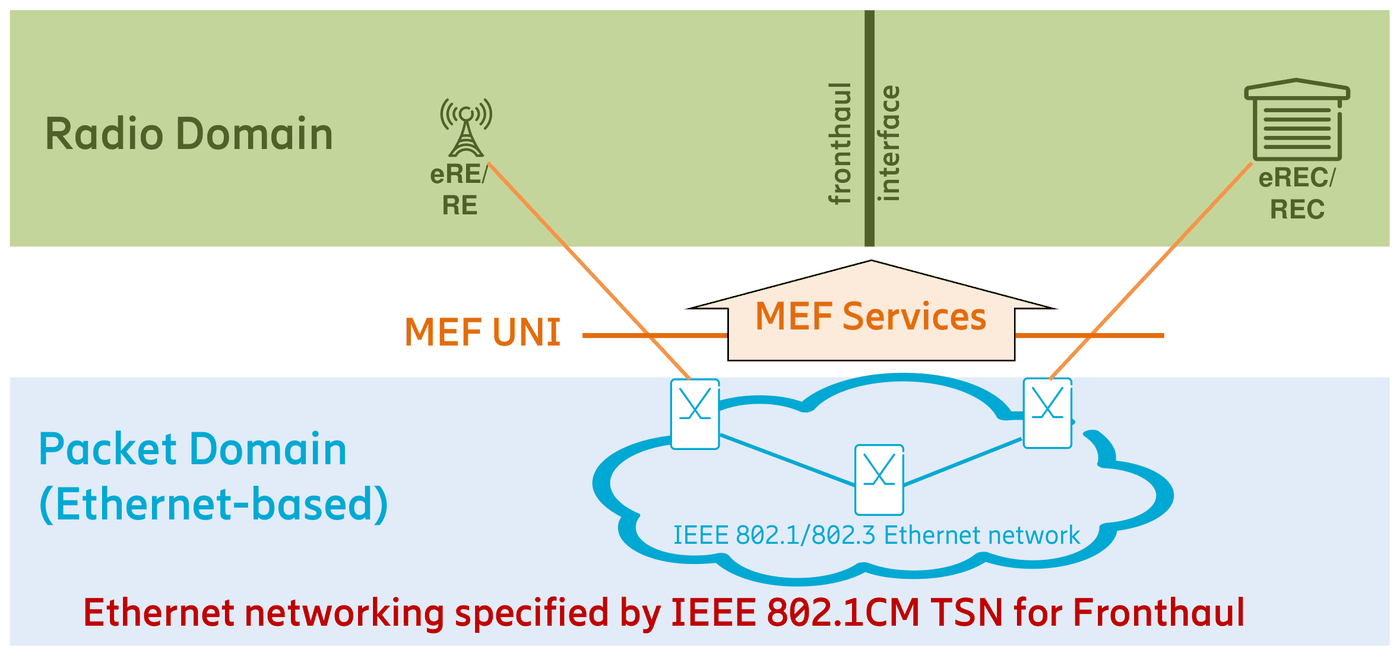 Radio Domain
eRE/
RE
fronthaul
interface
eREC/
REC
MEF UNI
MEF Services
Packet Domain
(Ethernet-based)
IEEE 802.1/802.3 Ethernet network
Ethernet networking specified by IEEE 802.1CM TSN for Fronthaul